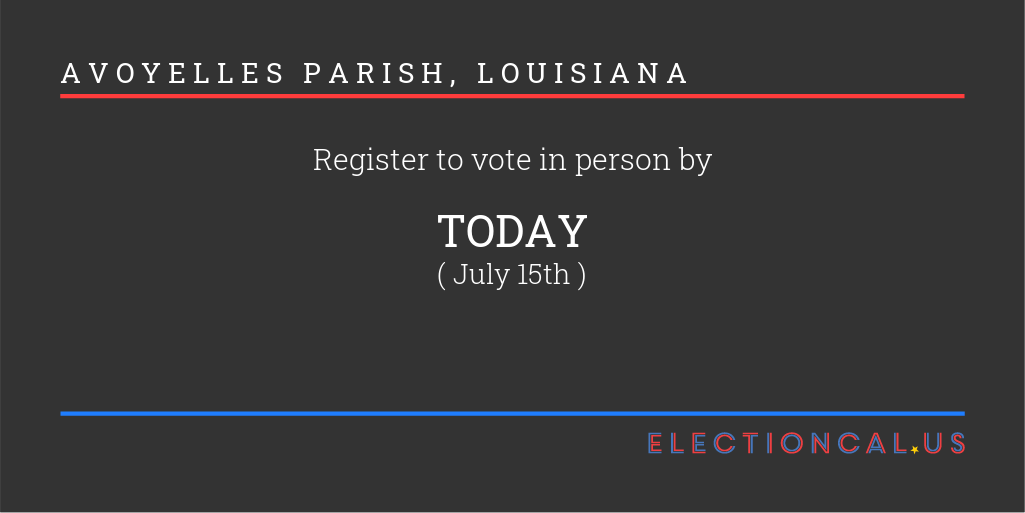 AVOYELLES PARISH, LOUISIANA
Register to vote in person by
TODAY
( July 15th )
ELECTIONCAL.US